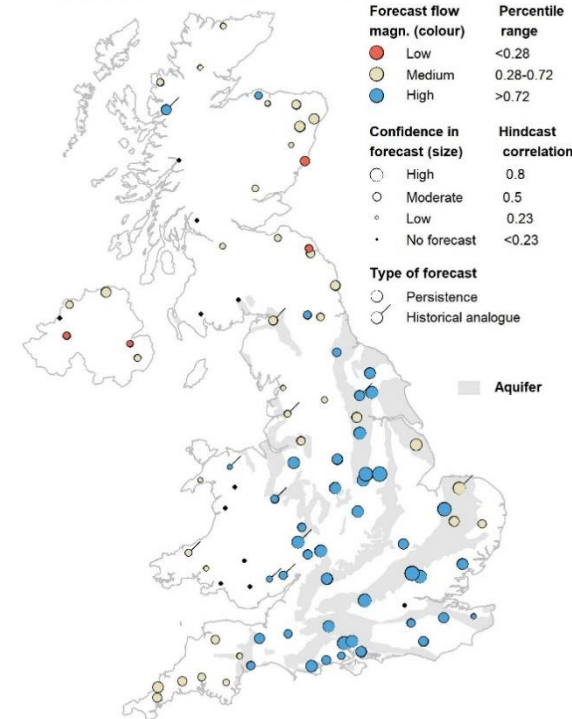 Forecast flow Percentile
magn. (colour) range
Low <0.28
Medium 0.28-0.72
High >0.72
Confidence in Hindcast
forecast (size) correlation
High 0.8
Moderate 0.5
Low 0.23
No forecast <0.23
Type of forecast
Persistence
Historical analogue
Aquifer